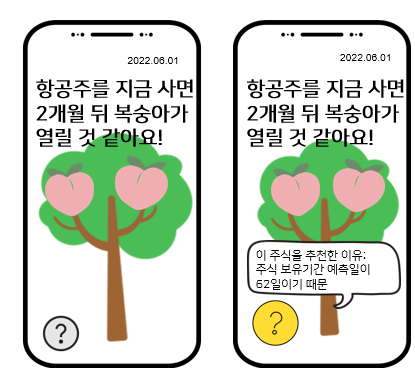 2022.06.01
항공주를 지금 사면
2개월 뒤 복숭아가
열릴 것 같아요!
?
2022.06.01
항공주를 지금 사면
2개월 뒤 복숭아가
열릴 것 같아요!
이 주식을 추천한 이유:
주식 보유기간 예측일이
62일이기 때문
?